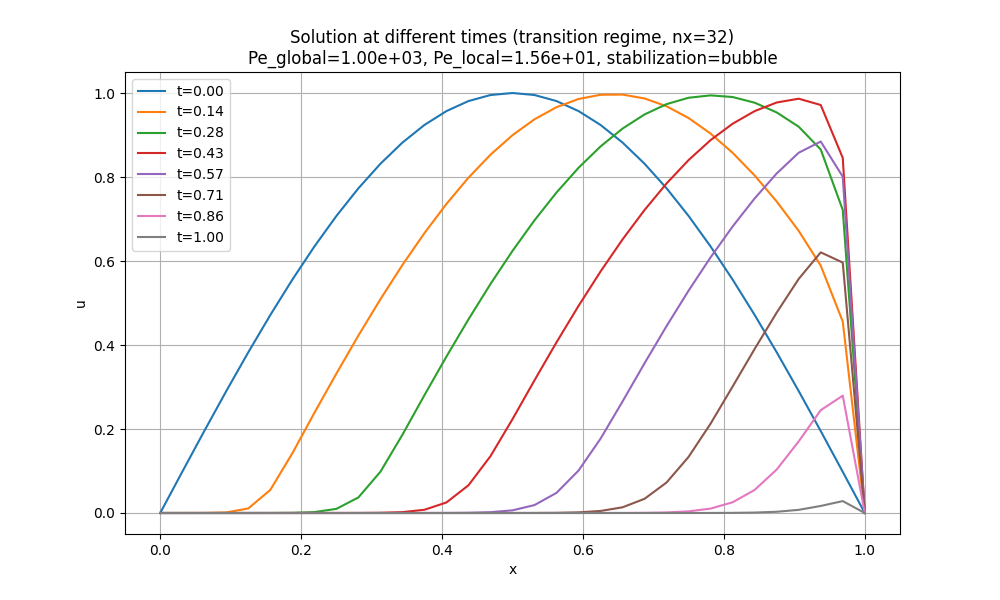 Solution at different times (transition regime, nx=32)
Pe_global=1.00e+03, Pe_local=1.56e+01, stabilization=bubble
t=0.00
t=0.14
t=0.28
t=0.43
t=0.57
t=0.71
t=0.86
t=1.00
1.0
0.8
0.6
0.4
0.2
0.0
u
0.0 0.2 0.4 0.6 0.8 1.0
x